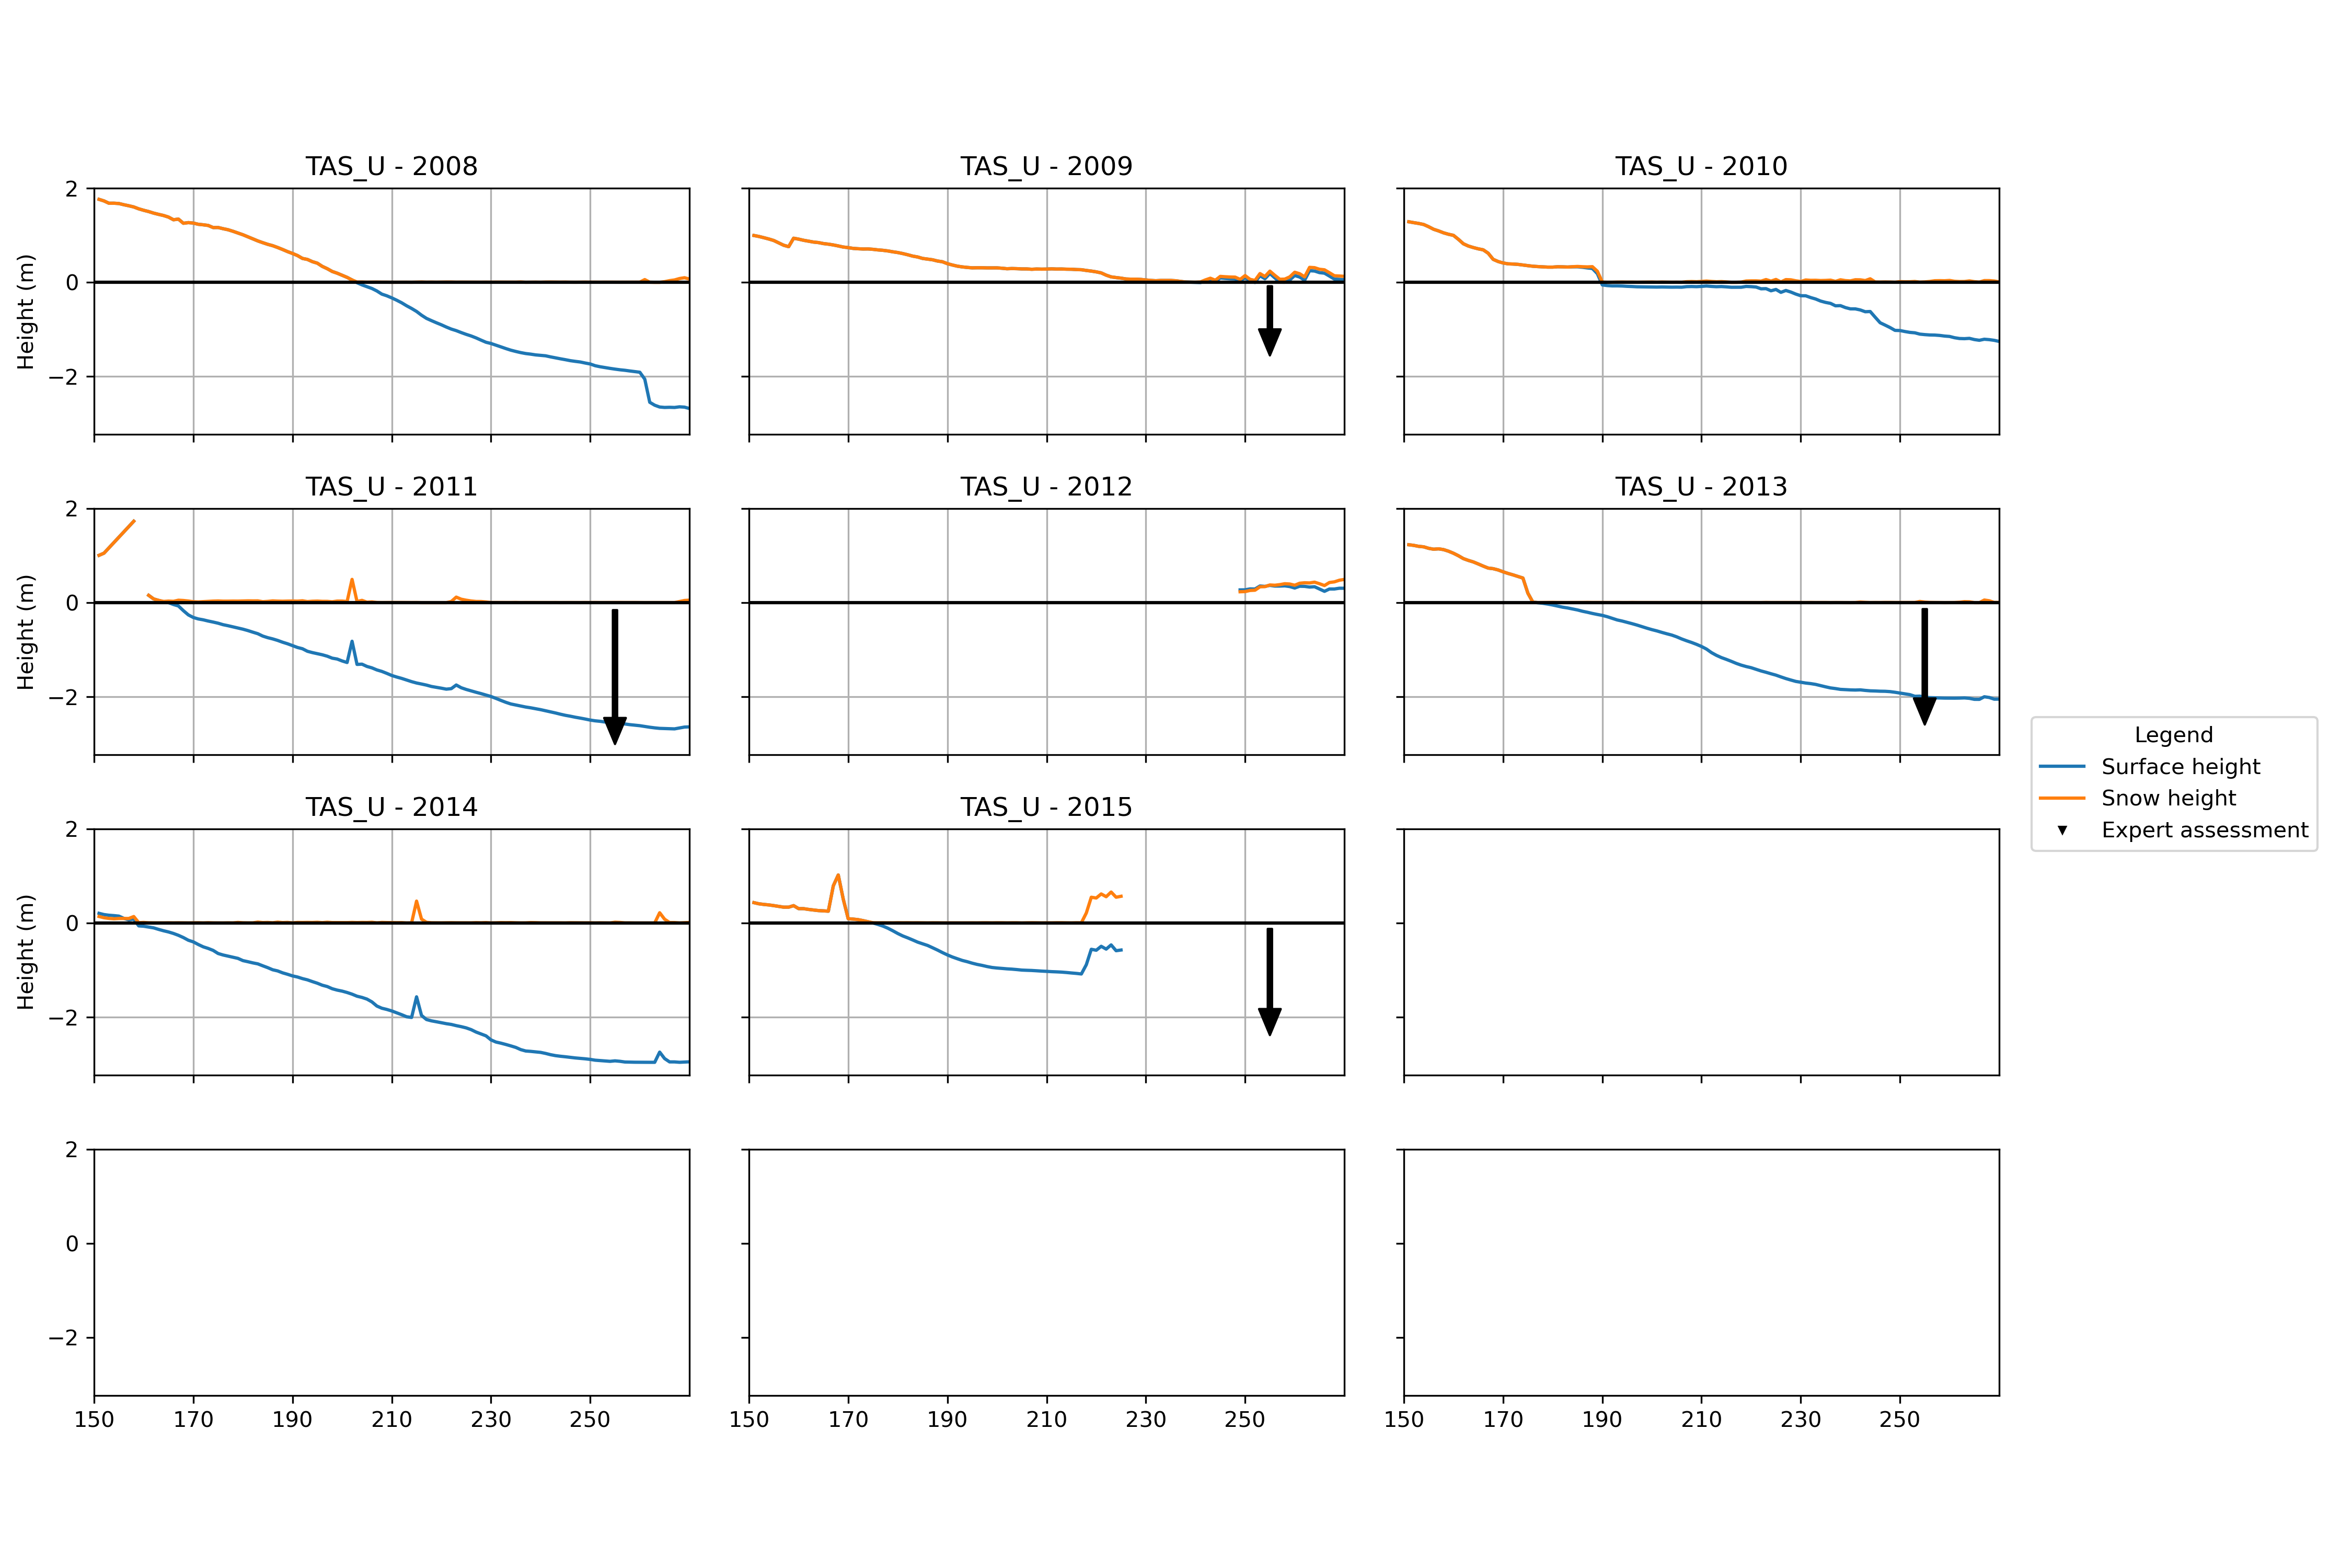 TAS_U - 2008
TAS_U - 2009
TAS_U - 2010
Height (m)
2
0
−2
TAS_U - 2011
TAS_U - 2012
TAS_U - 2013
Height (m)
2
0
−2
Legend
Surface height
Snow height
Expert assessment
TAS_U - 2014
TAS_U - 2015
Height (m)
2
0
−2
2
0
−2
150 170 190 210 230 250
150 170 190 210 230 250
150 170 190 210 230 250